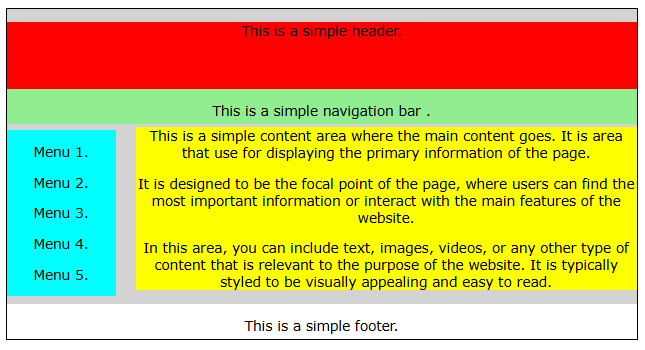 This is a simple header.
This is a simple navigation bar .
Menu 1.
Menu 2.
Menu 3.
Menu 4.
Menu 5.
This is a simple content area where the main content goes. It is area
that use for displaying the primary information of the page.
It is designed to be the focal point of the page, where users can find the
most important information or interact with the main features of the
website.
In this area, you can include text, images, videos, or any other type of
content that is relevant to the purpose of the website. It is typically
styled to be visually appealing and easy to read.
This is a simple footer.